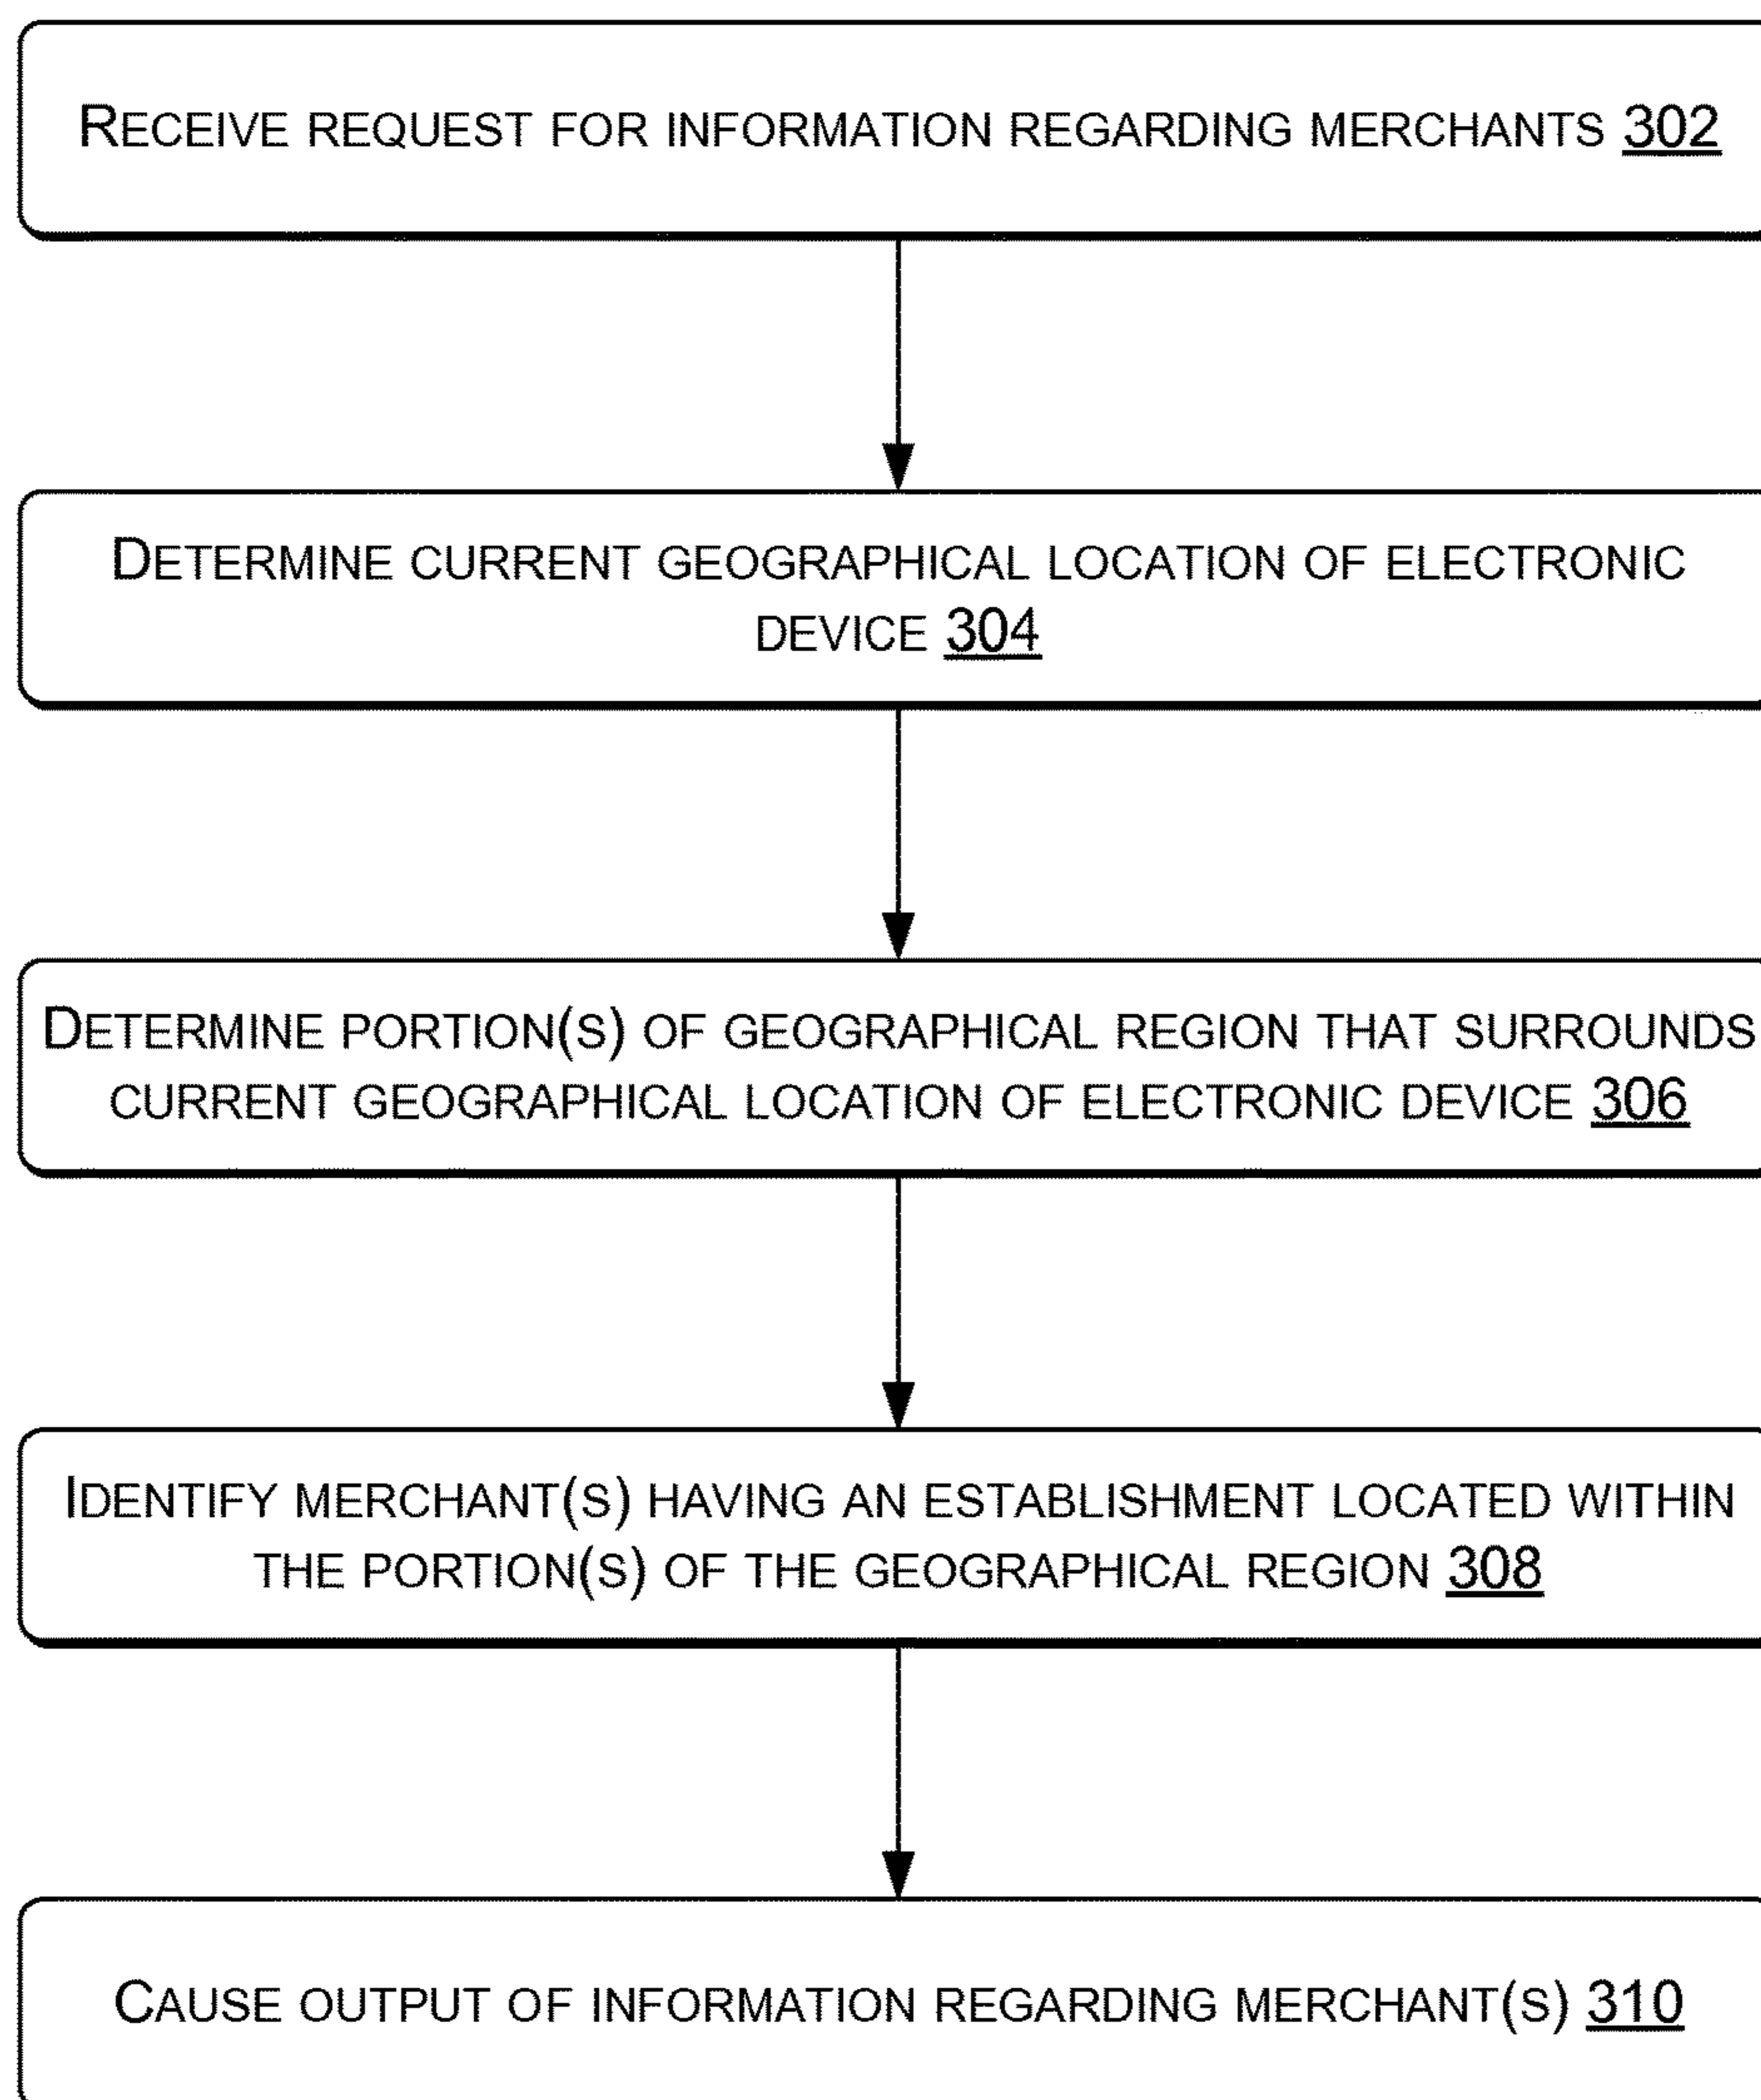 RECEIVE REQUEST FOR INFORMATION REGARDING MERCHANTS 302
DETERMINE CURRENT GEOGRAPHICAL LOCATION OF ELECTRONIC
DEVICE 304
DETERMINE PORTION(S) OF GEOGRAPHICAL REGION THAT SURROUNDS
CURRENT GEOGRAPHICAL LOCATION OF ELECTRONIC DEVICE 306
IDENTIFY MERCHANT(S) HAVING AN ESTABLISHMENT LOCATED WITHIN
THE PORTION(S) OF THE GEOGRAPHICAL REGION 308
CAUSE OUTPUT OF INFORMATION REGARDING MERCHANT(S) 310